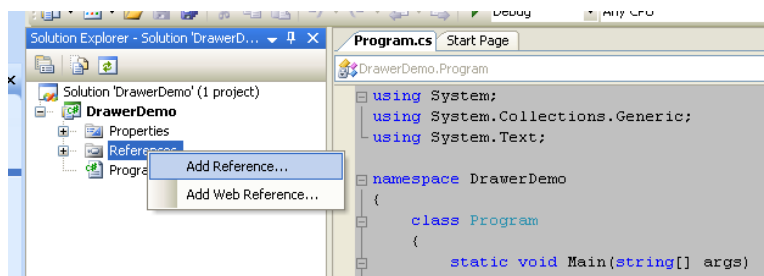 Debug Any CPU
Solution Explorer - Solution 'DrawerD...
Program.cs Start Page
DrawerDemo.Program
Solution 'DrawerDemo' (1 project)
DrawerDemo
Properties
References
Progra
Add Reference...
Add Web Reference...
using System;
using System.Collections.Generic;
using System.Text;
namespace DrawerDemo
{
class Program
{
static void Main(string[] args)